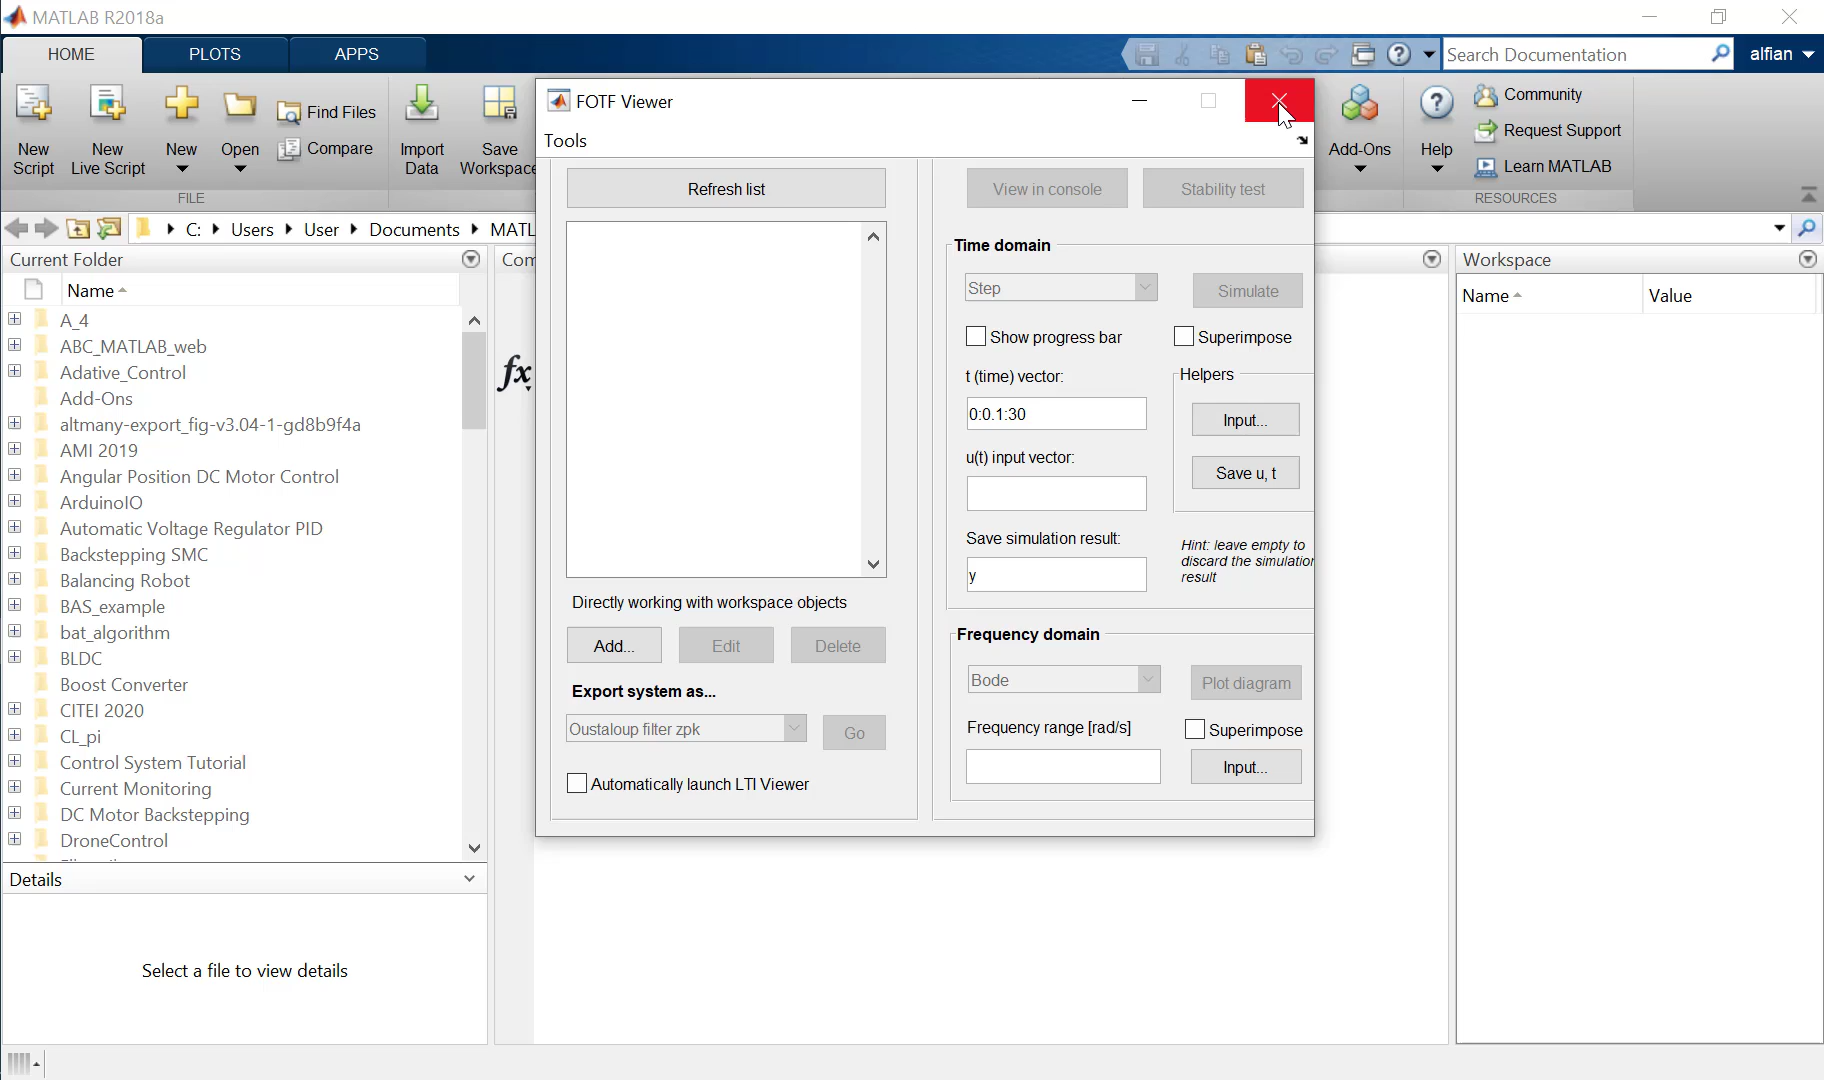 MATLAB R2018a
HOME
PLOTS
APPS
Search Documentation
alfian
New Script
New Live Script
New
Open
Find Files
Compare
Import Data
Save Workspace
FILE
Add-Ons
Help
Community
Request Support
Learn MATLAB
RESOURCES
C:
Users
User
Documents
MATL
Current Folder
Name
A_4
ABC_MATLAB_web
Adative_Control
Add-Ons
altmany-export_fig-v3.04-1-gd8b9f4a
AMI 2019
Angular Position DC Motor Control
ArduinoIO
Automatic Voltage Regulator PID
Backstepping SMC
Balancing Robot
BAS_example
bat_algorithm
BLDC
Boost Converter
CITEI 2020
CL_pi
Control System Tutorial
Current Monitoring
DC Motor Backstepping
DroneControl
Details
Select a file to view details
Com
fx
FOTF Viewer
Tools
Refresh list
Directly working with workspace objects
Add...
Edit
Delete
Export system as...
Oustaloup filter zpk
Go
Automatically launch LTI Viewer
View in console
Stability test
Time domain
Step
Simulate
Show progress bar
Superimpose
t (time) vector:
0:0.1:30
Helpers
Input...
u(t) input vector:
Save u, t
Save simulation result:
y
Hint: leave empty to
discard the simulation
result
Frequency domain
Bode
Plot diagram
Frequency range [rad/s]
Superimpose
Input...
Workspace
Name
Value